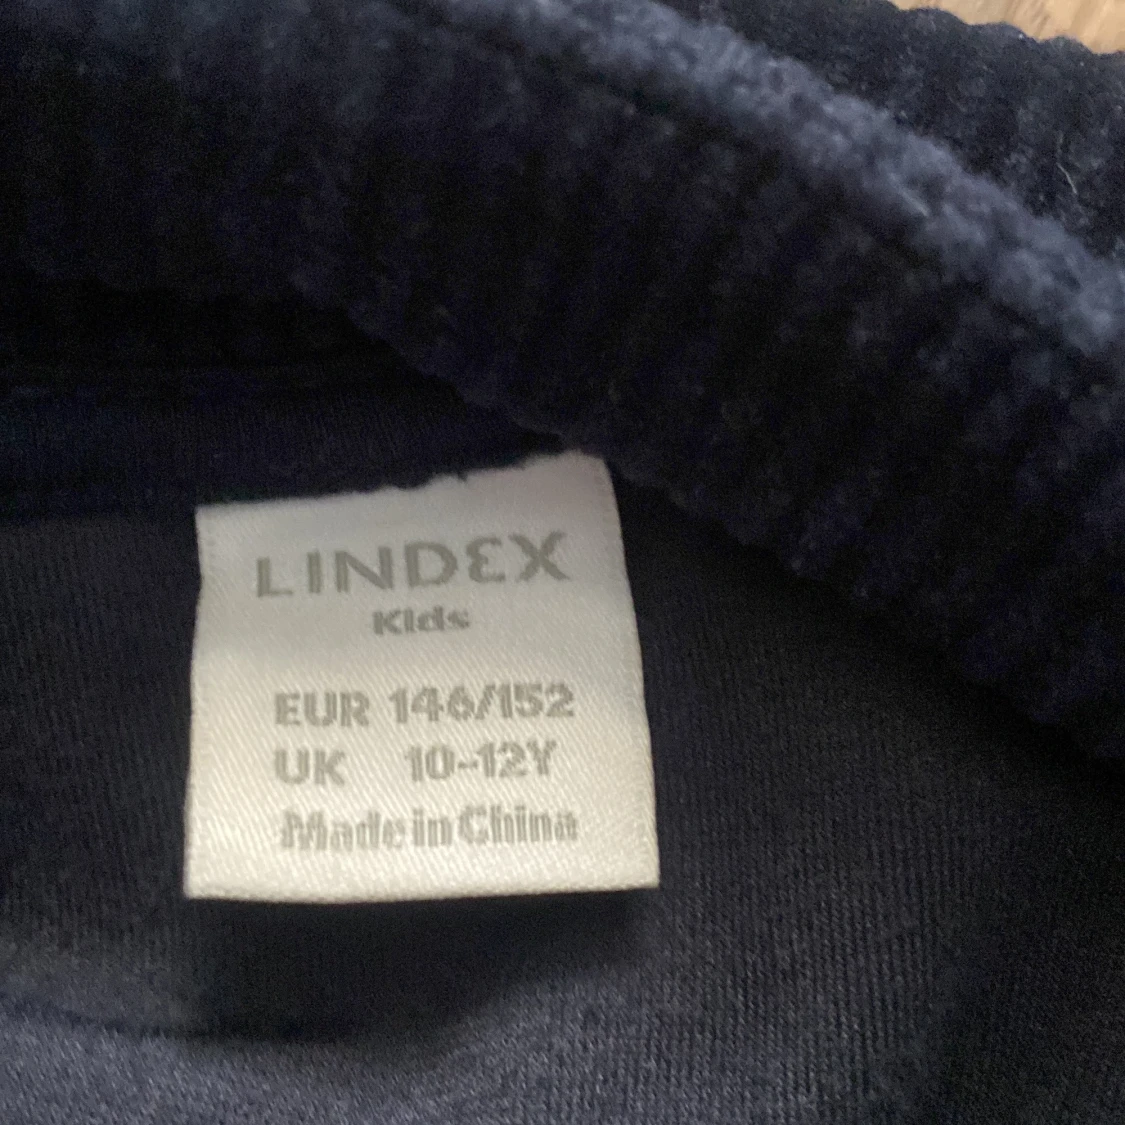 LINDEX
Kids
EUR 146/152
UK 10-12Y
Made in China